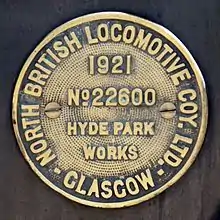 NORTH BRITISH LOCOMOTIVE COY. LTD.
1921
No 22600
HYDE PARK
WORKS
- GLASGOW -